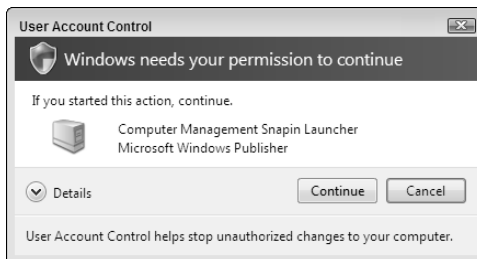 User Account Control
Windows needs your permission to continue
If you started this action, continue.
Computer Management Snapin Launcher
Microsoft Windows Publisher
Details
Continue
Cancel
User Account Control helps stop unauthorized changes to your computer.